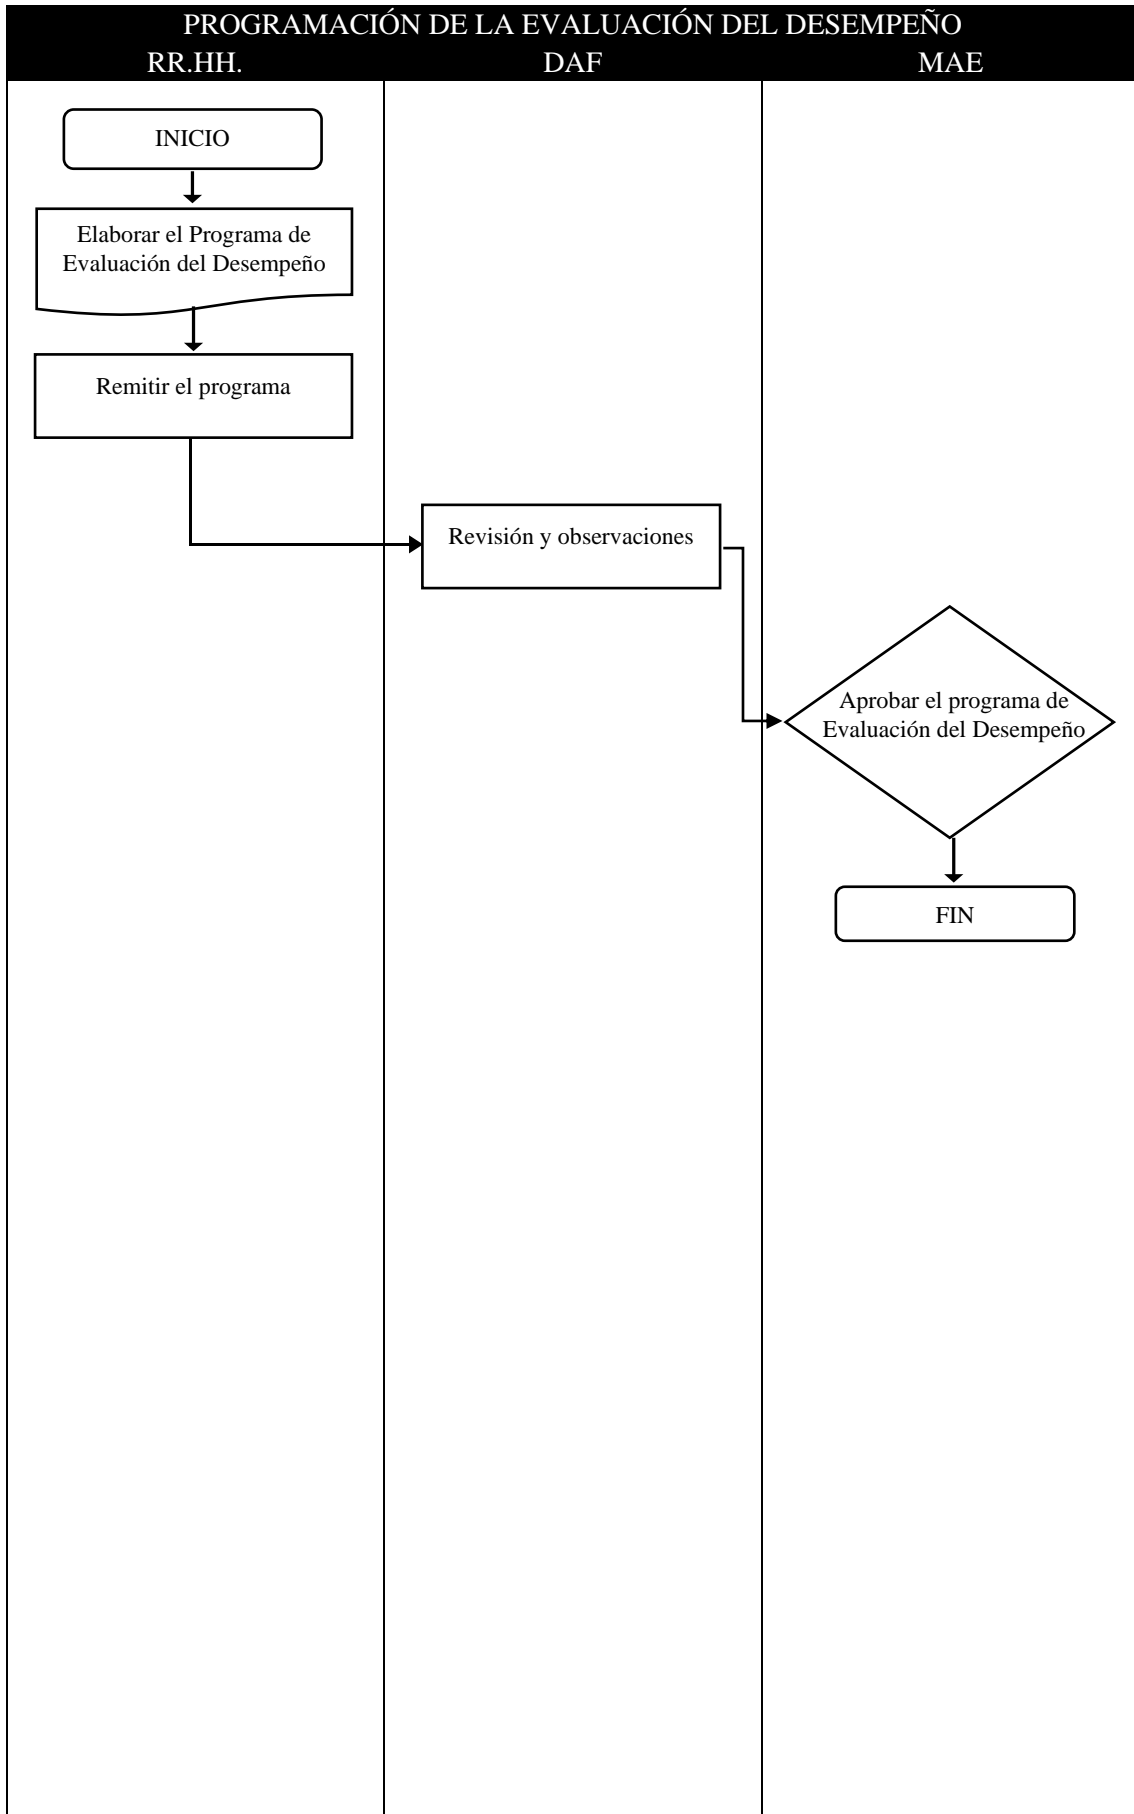 PROGRAMACIÓN DE LA EVALUACIÓN DEL DESEMPEÑO
RR.HH.
DAF
MAE
INICIO
Elaborar el Programa de
Evaluación del Desempeño
Remitir el programa
Revisión y observaciones
Aprobar el programa de
Evaluación del Desempeño
FIN